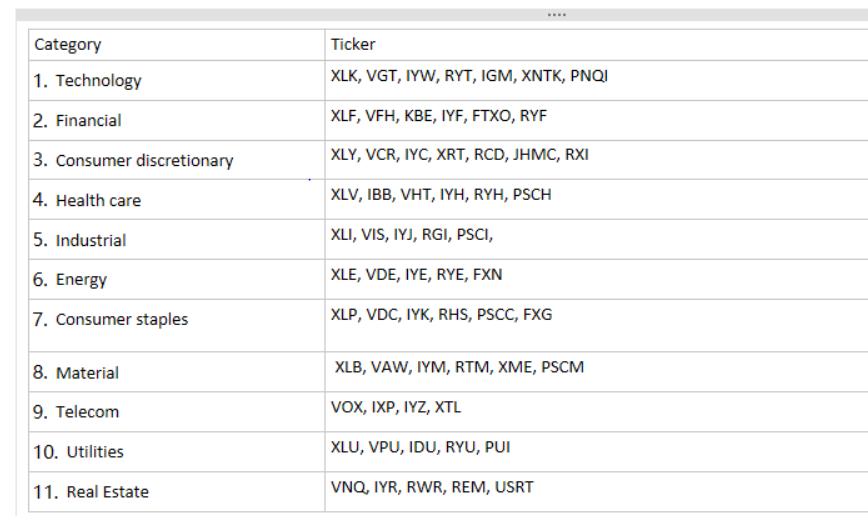 Category Ticker
1. Technology XLK, VGT, IYW, RYT, IGM, XNTK, PNQI
2. Financial XLF, VFH, KBE, IYF, FTXO, RYF
3. Consumer discretionary XLY, VCR, IYC, XRT, RCD, JHMC, RXI
4. Health care XLV, IBB, VHT, IYH, RYH, PSCH
5. Industrial XLI, VIS, IYJ, RGI, PSCI,
6. Energy XLE, VDE, IYE, RYE, FXN
7. Consumer staples XLP, VDC, IYK, RHS, PSCC, FXG
8. Material XLB, VAW, IYM, RTM, XME, PSCM
9. Telecom VOX, IXP, IYZ, XTL
10. Utilities XLU, VPU, IDU, RYU, PUI
11. Real Estate VNQ, IYR, RWR, REM, USRT